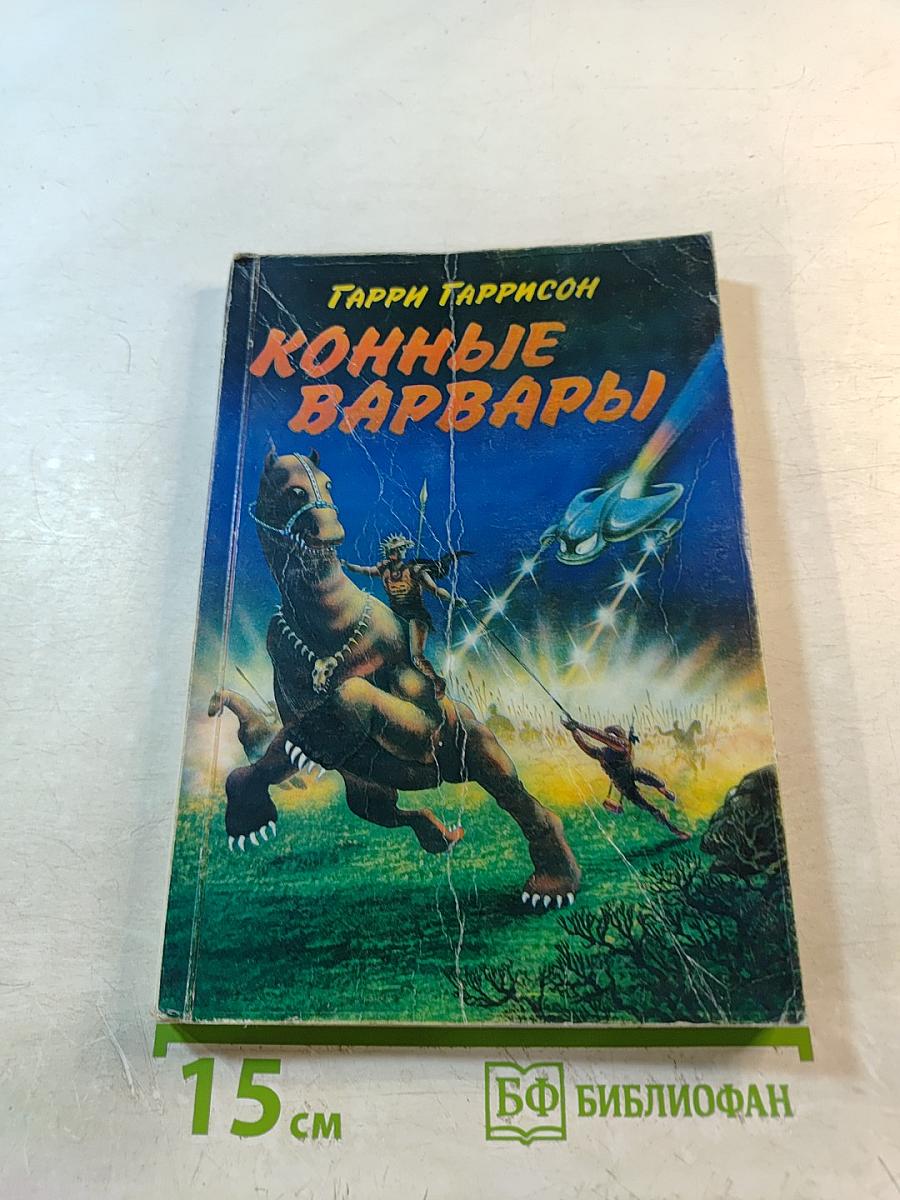 ГАРРИ ГАРРИСОН
КОННЫЕ
ВАРВАРЫ
15 см
БФ БИБЛИОФАН